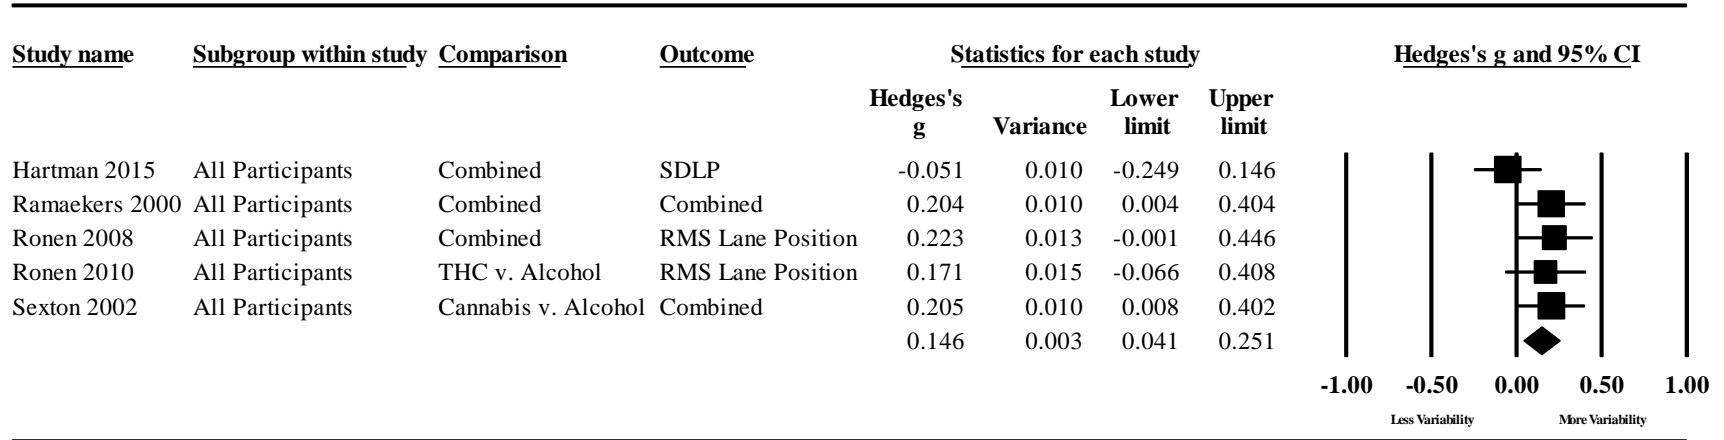 Study name Subgroup within study Comparison Outcome Statistics for each study Hedges's g and 95% CI
Hedges's Lower Upper
g Variance limit limit
Hartman 2015 All Participants Combined SDLP -0.051 0.010 -0.249 0.146
Ramaekers 2000 All Participants Combined Combined 0.204 0.010 0.004 0.404
Ronen 2008 All Participants Combined RMS Lane Position 0.223 0.013 -0.001 0.446
Ronen 2010 All Participants THC v. Alcohol RMS Lane Position 0.171 0.015 -0.066 0.408
Sexton 2002 All Participants Cannabis v. Alcohol Combined 0.205 0.010 0.008 0.402
0.146 0.003 0.041 0.251
-1.00 -0.50 0.00 0.50 1.00
Less Variability More Variability